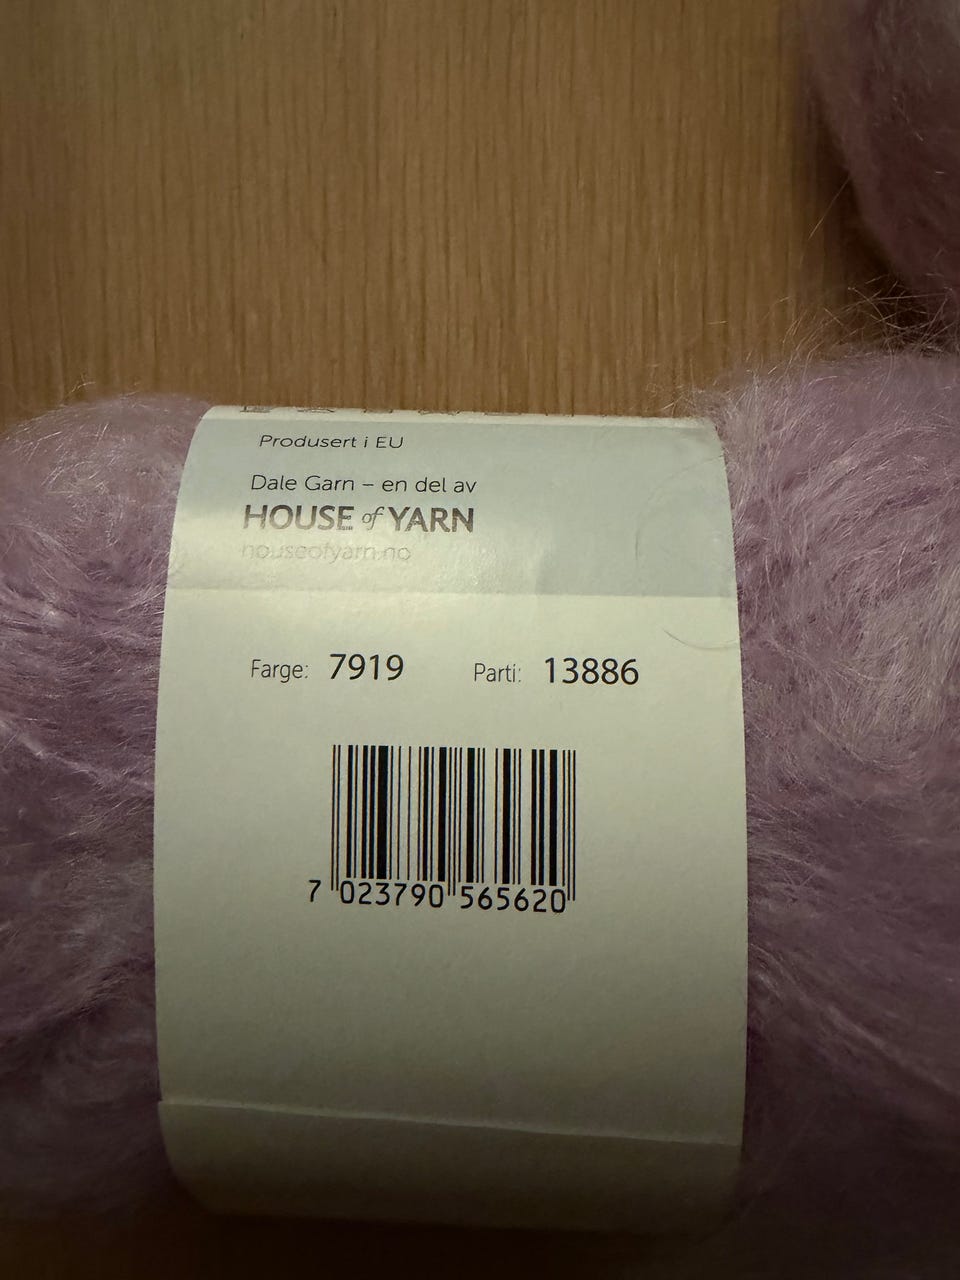 Produsert i EU
Dale Garn – en del av
HOUSE of YARN
houseofyarn.no
Farge: 7919 Parti: 13886
7 023790 565620